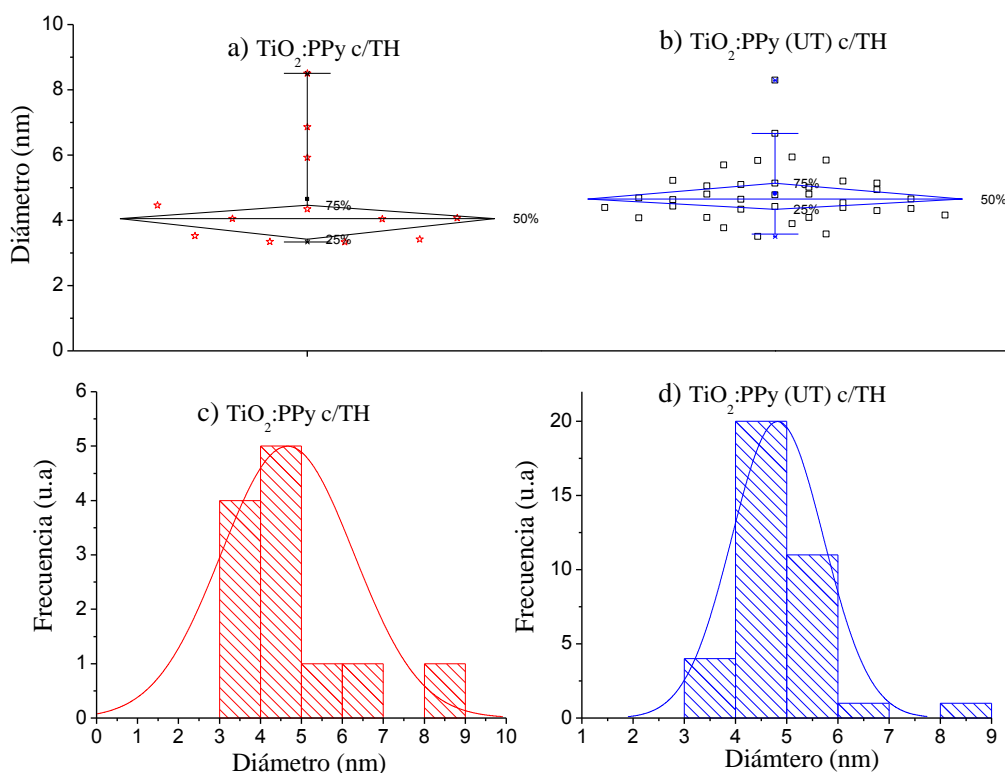 a) TiO2:PPy c/TH
b) TiO2:PPy (UT) c/TH
10
8
6
4
2
0
Diámetro (nm)
75%
50%
25%
75%
50%
25%
c) TiO2:PPy c/TH
6
5
4
3
2
1
0
Frecuencia (u.a)
0 1 2 3 4 5 6 7 8 9 10
Diámetro (nm)
d) TiO2:PPy (UT) c/TH
20
15
10
5
0
Frecuencia (u.a)
1 2 3 4 5 6 7 8 9
Diámtero (nm)